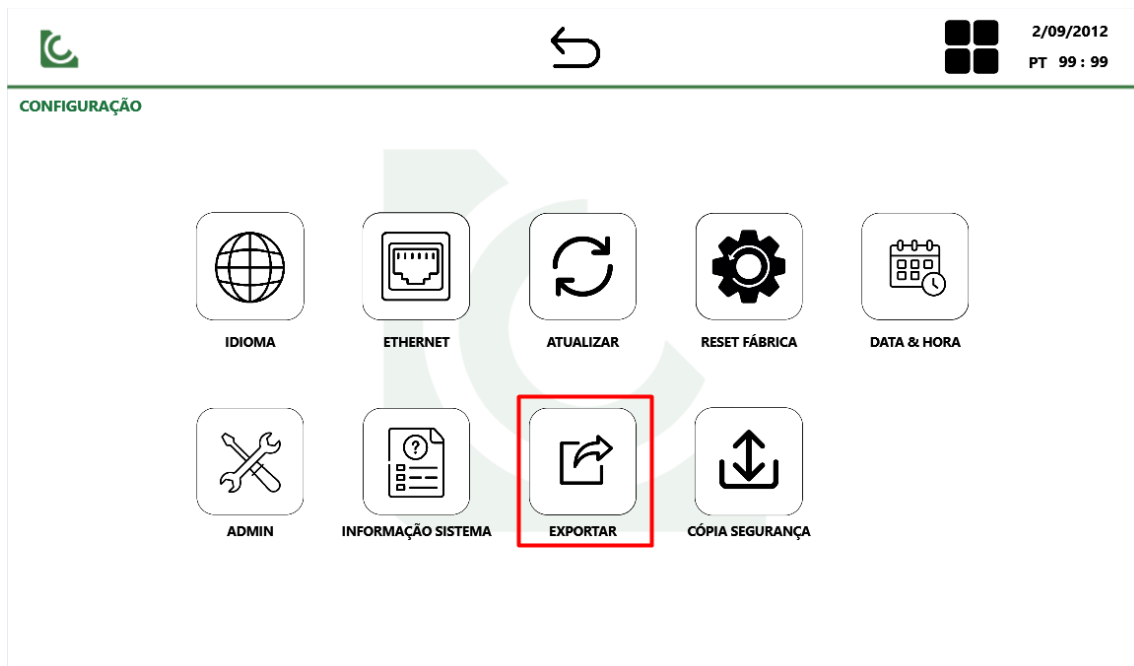 2/09/2012
PT 99 : 99
CONFIGURAÇÃO
IDIOMA
ETHERNET
ATUALIZAR
RESET FÁBRICA
DATA & HORA
ADMIN
INFORMAÇÃO SISTEMA
EXPORTAR
CÓPIA SEGURANÇA